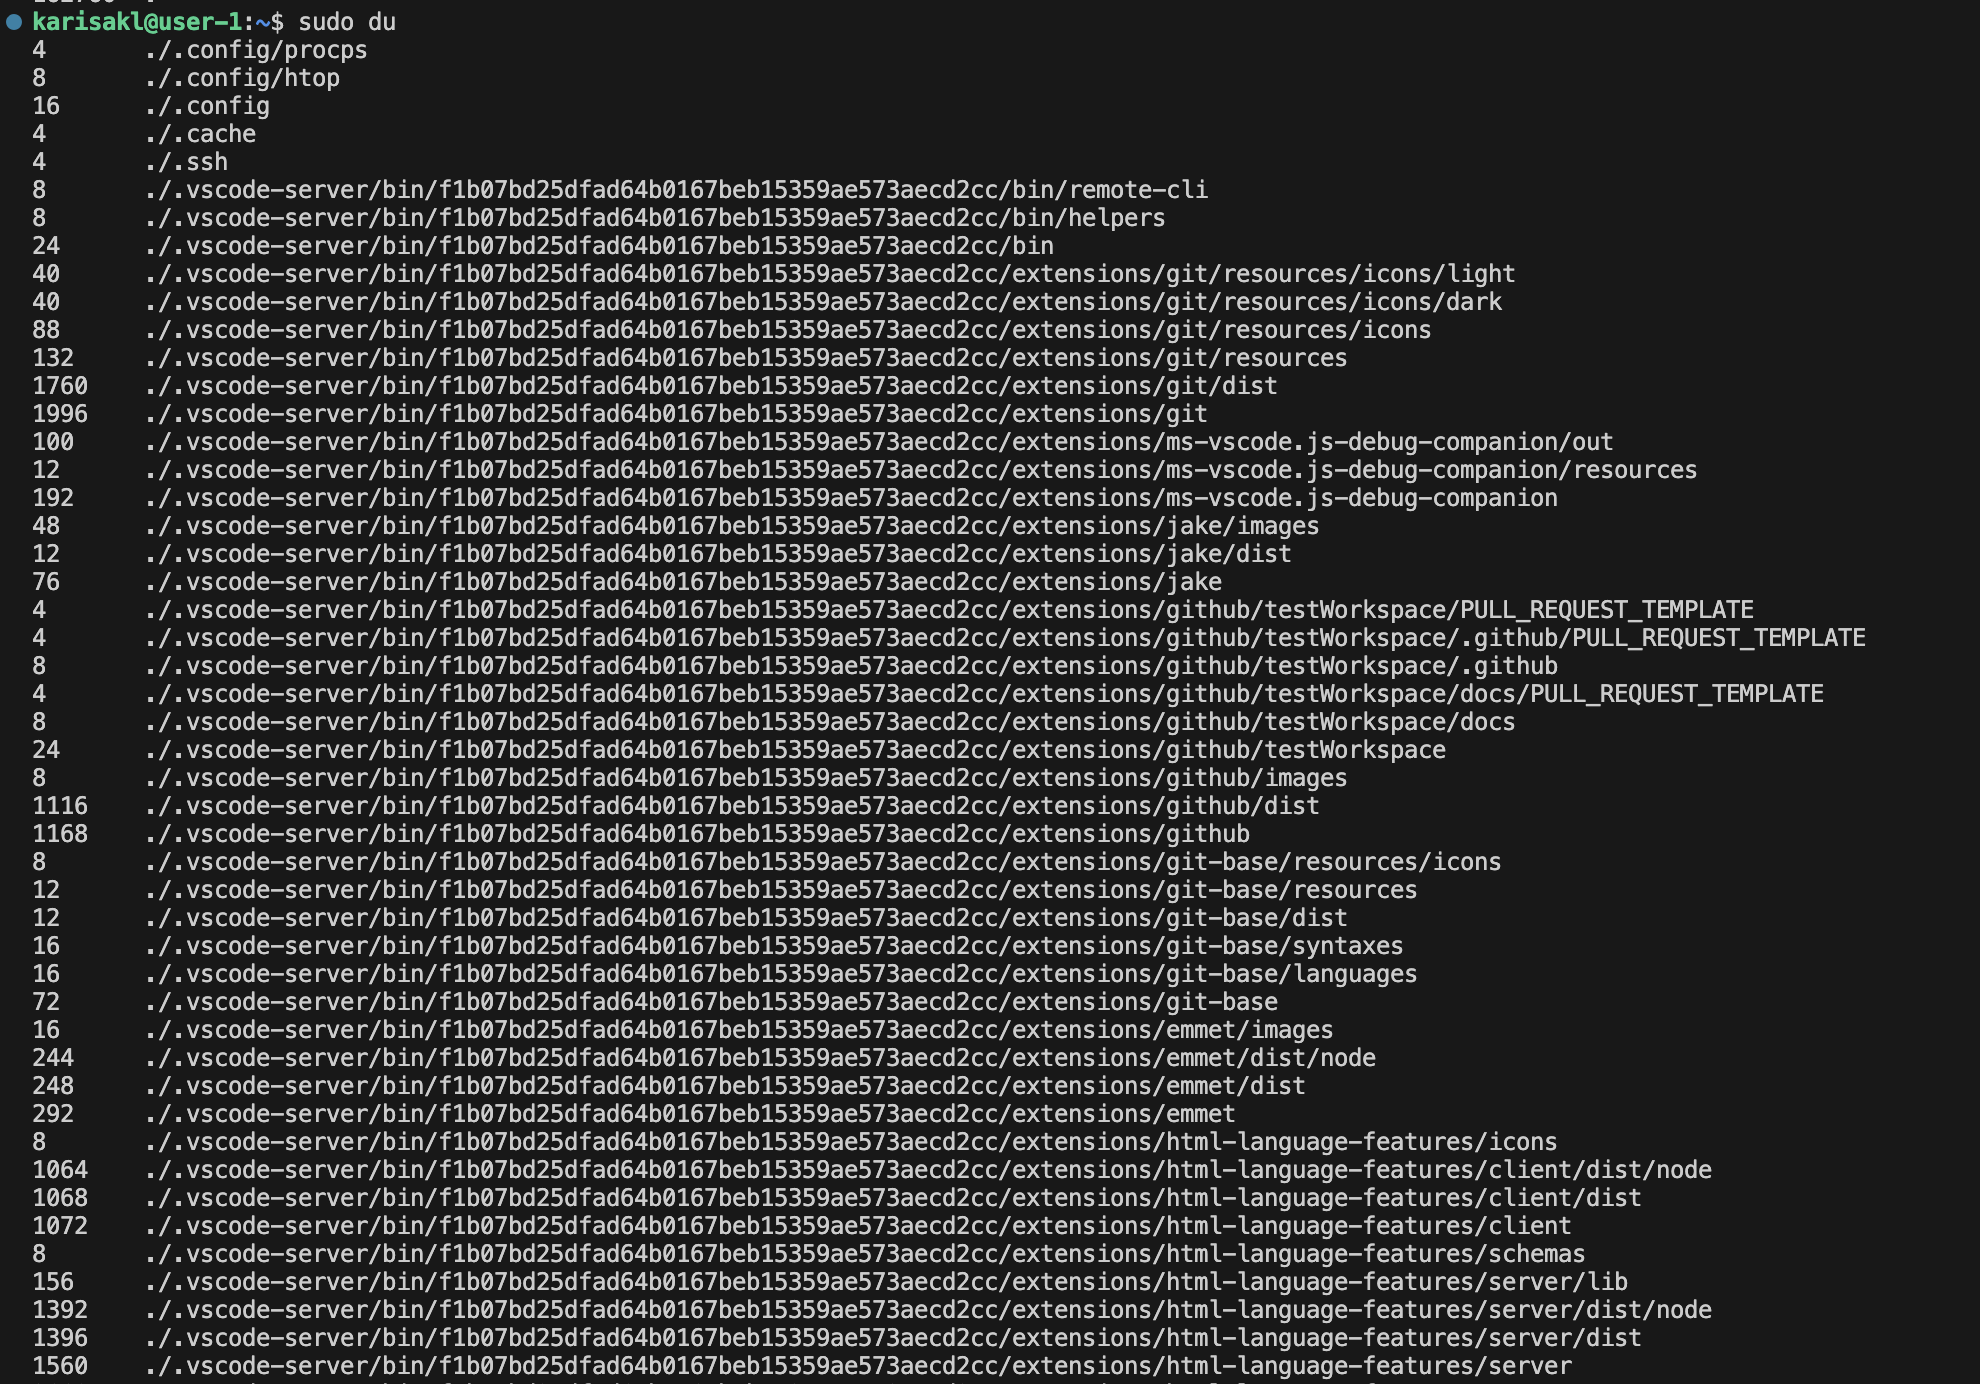 karisakl@user-1:~$ sudo du
4 ./.config/procps
8 ./.config/htop
16 ./.config
4 ./.cache
4 ./.ssh
8 ./.vscode-server/bin/f1b07bd25dfad64b0167beb15359ae573aecd2cc/bin/remote-cli
8 ./.vscode-server/bin/f1b07bd25dfad64b0167beb15359ae573aecd2cc/bin/helpers
24 ./.vscode-server/bin/f1b07bd25dfad64b0167beb15359ae573aecd2cc/bin
40 ./.vscode-server/bin/f1b07bd25dfad64b0167beb15359ae573aecd2cc/extensions/git/resources/icons/light
40 ./.vscode-server/bin/f1b07bd25dfad64b0167beb15359ae573aecd2cc/extensions/git/resources/icons/dark
88 ./.vscode-server/bin/f1b07bd25dfad64b0167beb15359ae573aecd2cc/extensions/git/resources/icons
132 ./.vscode-server/bin/f1b07bd25dfad64b0167beb15359ae573aecd2cc/extensions/git/resources
1760 ./.vscode-server/bin/f1b07bd25dfad64b0167beb15359ae573aecd2cc/extensions/git/dist
1996 ./.vscode-server/bin/f1b07bd25dfad64b0167beb15359ae573aecd2cc/extensions/git
100 ./.vscode-server/bin/f1b07bd25dfad64b0167beb15359ae573aecd2cc/extensions/ms-vscode.js-debug-companion/out
12 ./.vscode-server/bin/f1b07bd25dfad64b0167beb15359ae573aecd2cc/extensions/ms-vscode.js-debug-companion/resources
192 ./.vscode-server/bin/f1b07bd25dfad64b0167beb15359ae573aecd2cc/extensions/ms-vscode.js-debug-companion
48 ./.vscode-server/bin/f1b07bd25dfad64b0167beb15359ae573aecd2cc/extensions/jake/images
12 ./.vscode-server/bin/f1b07bd25dfad64b0167beb15359ae573aecd2cc/extensions/jake/dist
76 ./.vscode-server/bin/f1b07bd25dfad64b0167beb15359ae573aecd2cc/extensions/jake
4 ./.vscode-server/bin/f1b07bd25dfad64b0167beb15359ae573aecd2cc/extensions/github/testWorkspace/PULL_REQUEST_TEMPLATE
4 ./.vscode-server/bin/f1b07bd25dfad64b0167beb15359ae573aecd2cc/extensions/github/testWorkspace/.github/PULL_REQUEST_TEMPLATE
8 ./.vscode-server/bin/f1b07bd25dfad64b0167beb15359ae573aecd2cc/extensions/github/testWorkspace/.github
4 ./.vscode-server/bin/f1b07bd25dfad64b0167beb15359ae573aecd2cc/extensions/github/testWorkspace/docs/PULL_REQUEST_TEMPLATE
8 ./.vscode-server/bin/f1b07bd25dfad64b0167beb15359ae573aecd2cc/extensions/github/testWorkspace/docs
24 ./.vscode-server/bin/f1b07bd25dfad64b0167beb15359ae573aecd2cc/extensions/github/testWorkspace
8 ./.vscode-server/bin/f1b07bd25dfad64b0167beb15359ae573aecd2cc/extensions/github/images
1116 ./.vscode-server/bin/f1b07bd25dfad64b0167beb15359ae573aecd2cc/extensions/github/dist
1168 ./.vscode-server/bin/f1b07bd25dfad64b0167beb15359ae573aecd2cc/extensions/github
8 ./.vscode-server/bin/f1b07bd25dfad64b0167beb15359ae573aecd2cc/extensions/git-base/resources/icons
12 ./.vscode-server/bin/f1b07bd25dfad64b0167beb15359ae573aecd2cc/extensions/git-base/resources
12 ./.vscode-server/bin/f1b07bd25dfad64b0167beb15359ae573aecd2cc/extensions/git-base/dist
16 ./.vscode-server/bin/f1b07bd25dfad64b0167beb15359ae573aecd2cc/extensions/git-base/syntaxes
16 ./.vscode-server/bin/f1b07bd25dfad64b0167beb15359ae573aecd2cc/extensions/git-base/languages
72 ./.vscode-server/bin/f1b07bd25dfad64b0167beb15359ae573aecd2cc/extensions/git-base
16 ./.vscode-server/bin/f1b07bd25dfad64b0167beb15359ae573aecd2cc/extensions/emmet/images
244 ./.vscode-server/bin/f1b07bd25dfad64b0167beb15359ae573aecd2cc/extensions/emmet/dist/node
248 ./.vscode-server/bin/f1b07bd25dfad64b0167beb15359ae573aecd2cc/extensions/emmet/dist
292 ./.vscode-server/bin/f1b07bd25dfad64b0167beb15359ae573aecd2cc/extensions/emmet
8 ./.vscode-server/bin/f1b07bd25dfad64b0167beb15359ae573aecd2cc/extensions/html-language-features/icons
1064 ./.vscode-server/bin/f1b07bd25dfad64b0167beb15359ae573aecd2cc/extensions/html-language-features/client/dist/node
1068 ./.vscode-server/bin/f1b07bd25dfad64b0167beb15359ae573aecd2cc/extensions/html-language-features/client/dist
1072 ./.vscode-server/bin/f1b07bd25dfad64b0167beb15359ae573aecd2cc/extensions/html-language-features/client
8 ./.vscode-server/bin/f1b07bd25dfad64b0167beb15359ae573aecd2cc/extensions/html-language-features/schemas
156 ./.vscode-server/bin/f1b07bd25dfad64b0167beb15359ae573aecd2cc/extensions/html-language-features/server/lib
1392 ./.vscode-server/bin/f1b07bd25dfad64b0167beb15359ae573aecd2cc/extensions/html-language-features/server/dist/node
1396 ./.vscode-server/bin/f1b07bd25dfad64b0167beb15359ae573aecd2cc/extensions/html-language-features/server/dist
1560 ./.vscode-server/bin/f1b07bd25dfad64b0167beb15359ae573aecd2cc/extensions/html-language-features/server